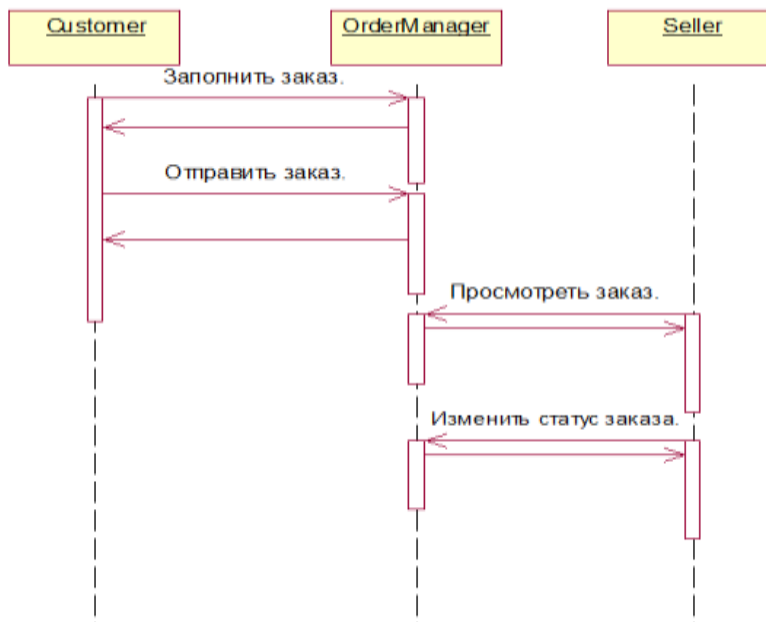 Customer
OrderManager
Seller
Заполнить заказ.
Отправить заказ.
Просмотреть заказ.
Изменить статус заказа.